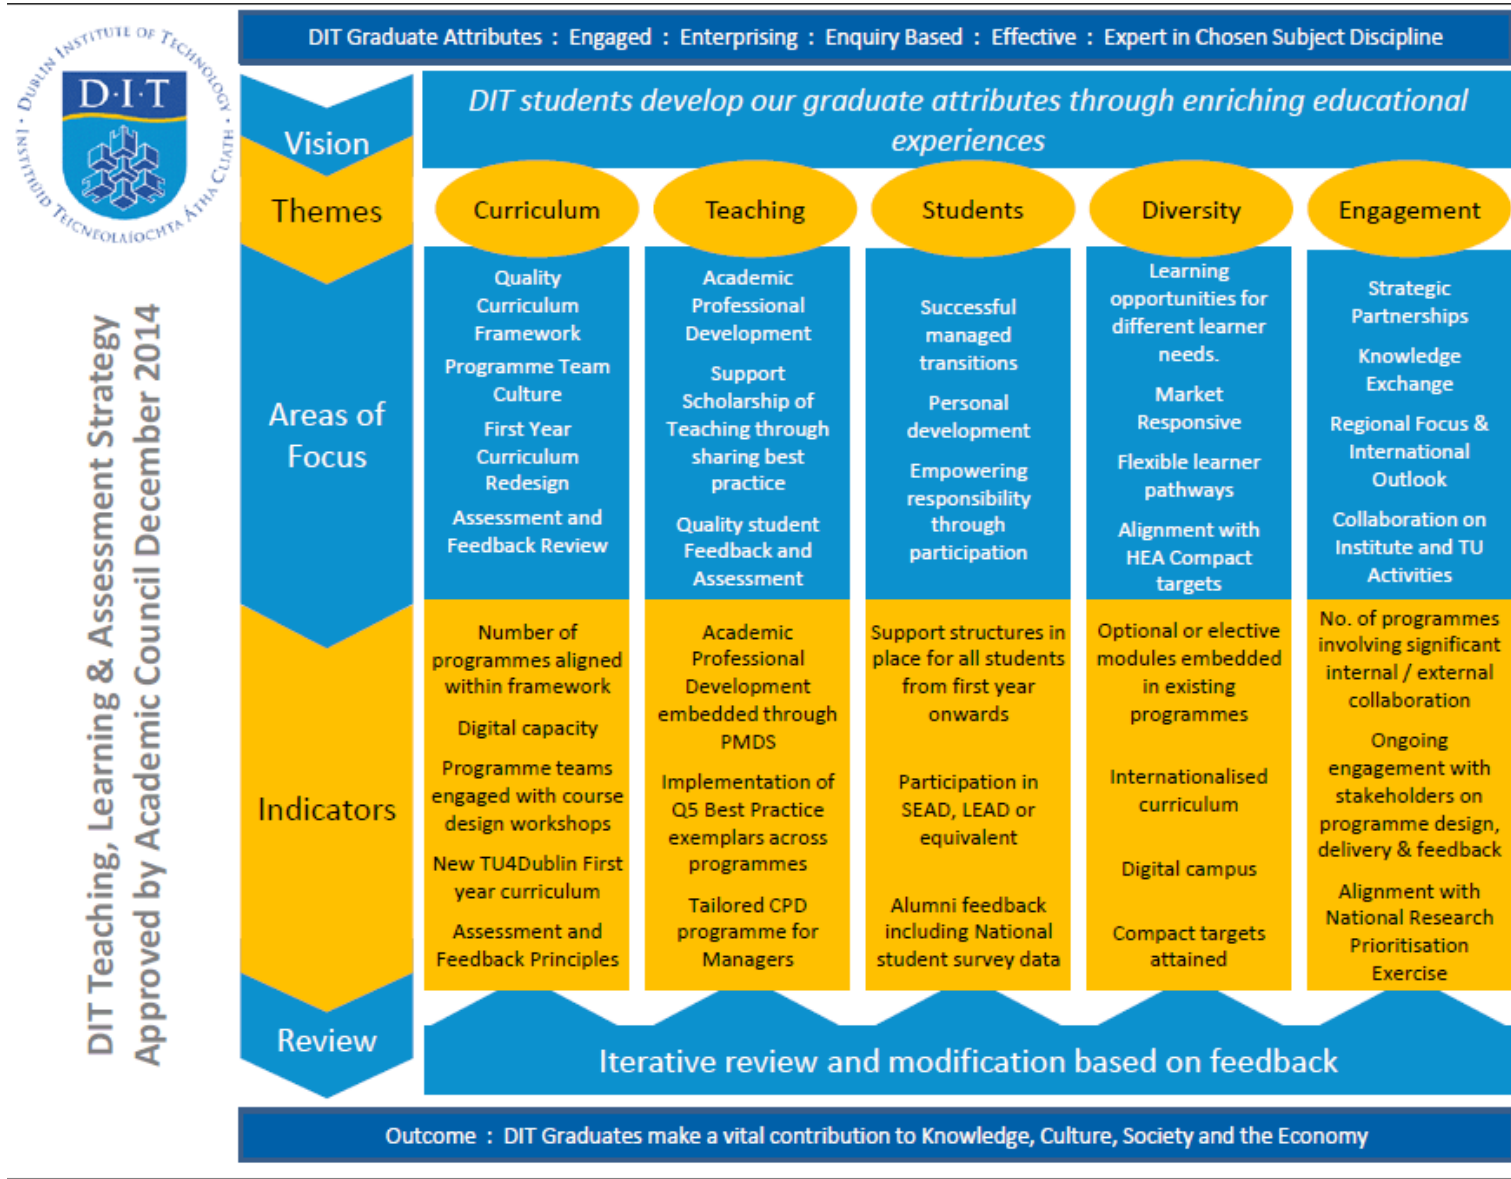 DUBLIN INSTITUTE OF TECHNOLOGY
INSTITIÚID TEICNEOLAÍOCHTA ÁTHA CLIATH
D·I·T
DIT Teaching, Learning & Assessment Strategy
Approved by Academic Council December 2014
DIT Graduate Attributes : Engaged : Enterprising : Enquiry Based : Effective : Expert in Chosen Subject Discipline
Vision
DIT students develop our graduate attributes through enriching educational
experiences
Themes
Curriculum
Teaching
Students
Diversity
Engagement
Areas of
Focus
Quality
Curriculum
Framework
Programme Team
Culture
First Year
Curriculum
Redesign
Assessment and
Feedback Review
Academic
Professional
Development
Support
Scholarship of
Teaching through
sharing best
practice
Quality student
Feedback and
Assessment
Successful
managed
transitions
Personal
development
Empowering
responsibility
through
participation
Learning
opportunities for
different learner
needs.
Market
Responsive
Flexible learner
pathways
Alignment with
HEA Compact
targets
Strategic
Partnerships
Knowledge
Exchange
Regional Focus &
International
Outlook
Collaboration on
Institute and TU
Activities
Indicators
Number of
programmes aligned
within framework
Digital capacity
Programme teams
engaged with course
design workshops
New TU4Dublin First
year curriculum
Assessment and
Feedback Principles
Academic
Professional
Development
embedded through
PMDS
Implementation of
Q5 Best Practice
exemplars across
programmes
Tailored CPD
programme for
Managers
Support structures in
place for all students
from first year
onwards
Participation in
SEAD, LEAD or
equivalent
Alumni feedback
including National
student survey data
Optional or elective
modules embedded
in existing
programmes
Internationalised
curriculum
Digital campus
Compact targets
attained
No. of programmes
involving significant
internal / external
collaboration
Ongoing
engagement with
stakeholders on
programme design,
delivery & feedback
Alignment with
National Research
Prioritisation
Exercise
Review
Iterative review and modification based on feedback
Outcome : DIT Graduates make a vital contribution to Knowledge, Culture, Society and the Economy